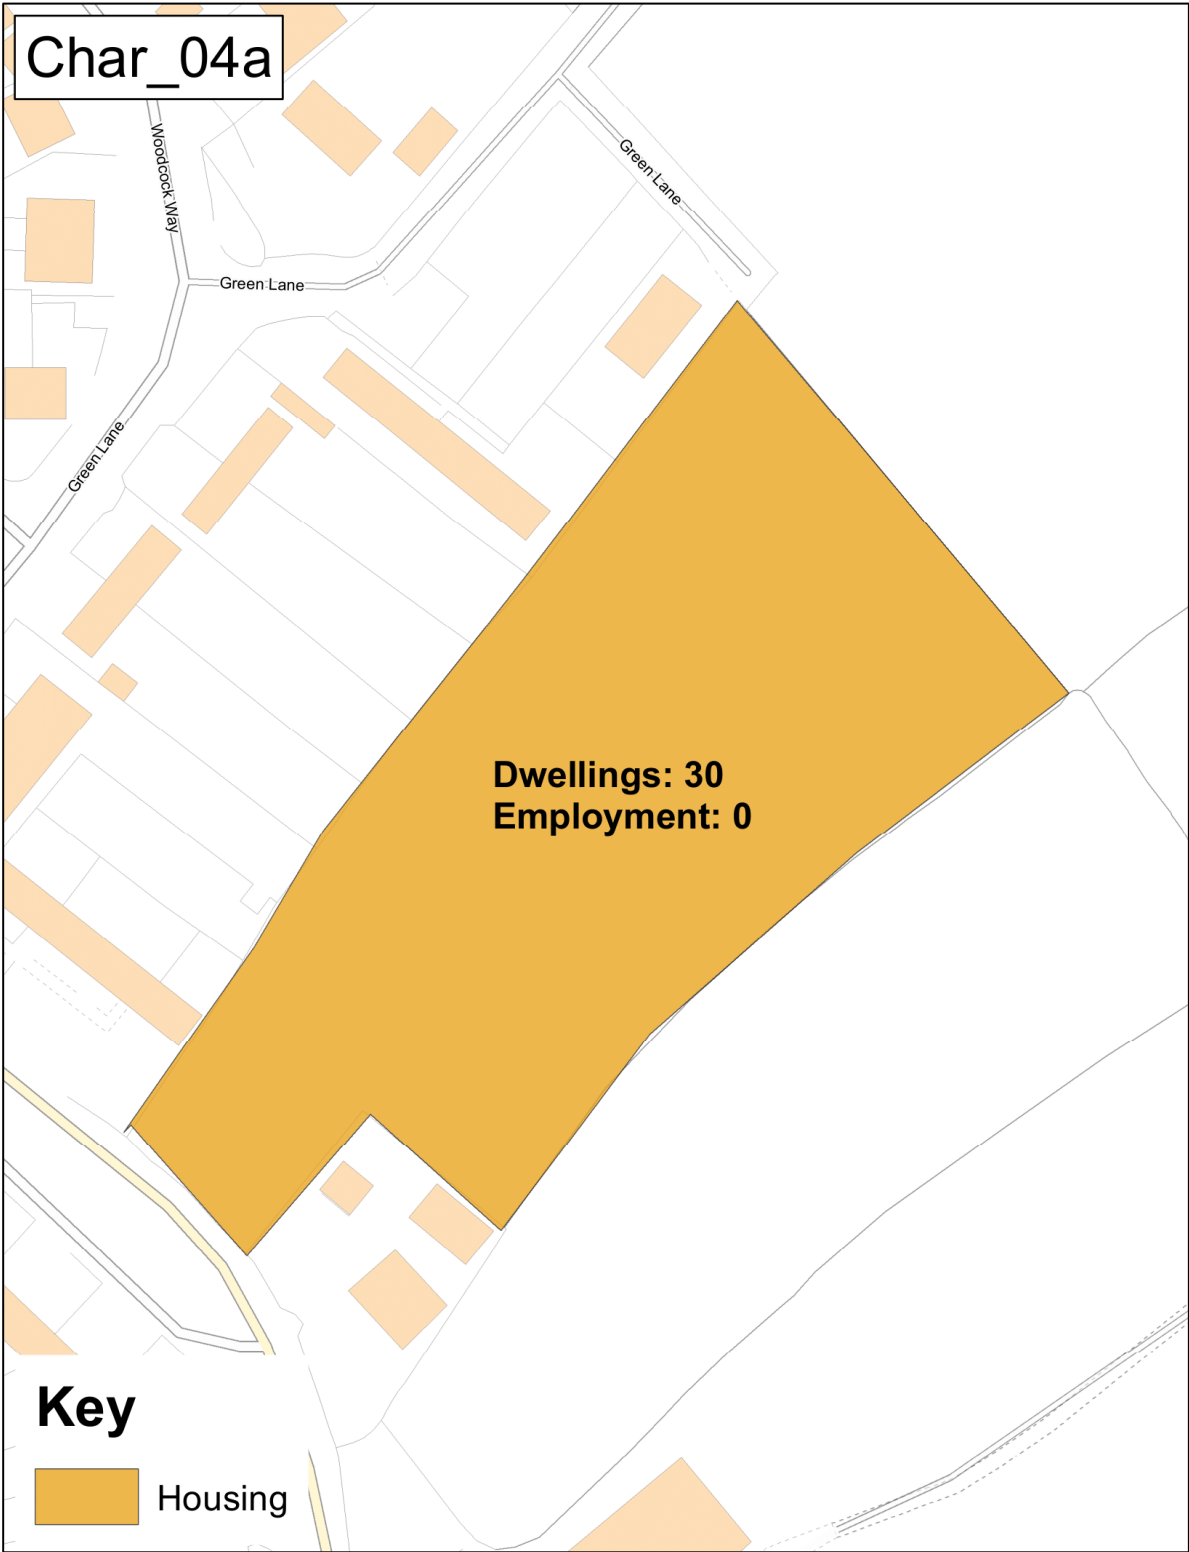 Char_04a
Woodcock Way
Green Lane
Green Lane
Green Lane
Dwellings: 30
Employment: 0
Key
Housing